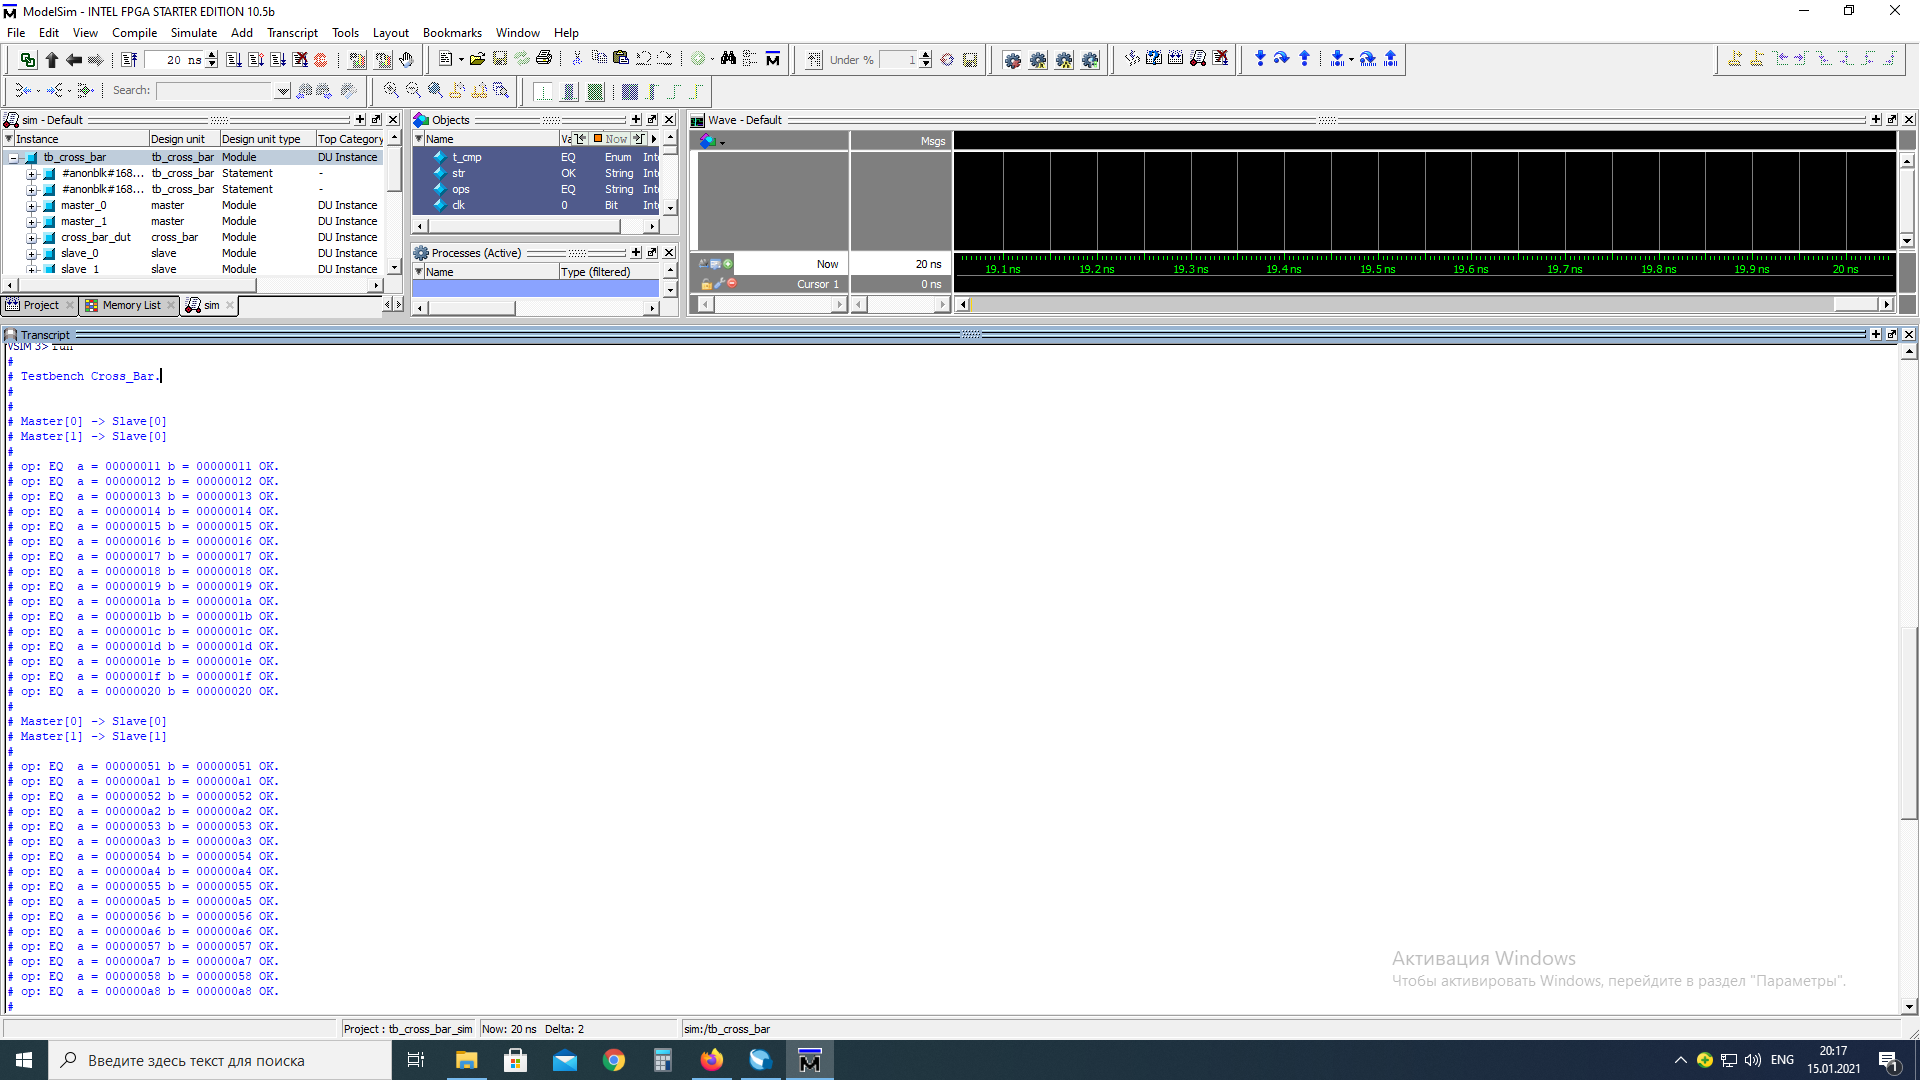 ModelSim - INTEL FPGA STARTER EDITION 10.5b
File Edit View Compile Simulate Add Transcript Tools Layout Bookmarks Window Help
20 ns
Under %
1
Search:
sim - Default
Instance Design unit Design unit type Top Category
tb_cross_bar tb_cross_bar Module DU Instance
#anonblk#168... tb_cross_bar Statement -
#anonblk#168... tb_cross_bar Statement -
master_0 master Module DU Instance
master_1 master Module DU Instance
cross_bar_dut cross_bar Module DU Instance
slave_0 slave Module DU Instance
slave_1 slave Module DU Instance
Project Memory List sim
Objects
Name Va Now
t_cmp EQ Enum Inte
str OK String Inte
ops EQ String Inte
clk 0 Bit Inte
Processes (Active)
Name Type (filtered)
Wave - Default
Msgs
Now 20 ns
Cursor 1 0 ns
19.1 ns 19.2 ns 19.3 ns 19.4 ns 19.5 ns 19.6 ns 19.7 ns 19.8 ns 19.9 ns 20 ns
Transcript
VSIM 3> run
#
# Testbench Cross_Bar.
#
#
# Master[0] -> Slave[0]
# Master[1] -> Slave[0]
#
# op: EQ  a = 00000011 b = 00000011 OK.
# op: EQ  a = 00000012 b = 00000012 OK.
# op: EQ  a = 00000013 b = 00000013 OK.
# op: EQ  a = 00000014 b = 00000014 OK.
# op: EQ  a = 00000015 b = 00000015 OK.
# op: EQ  a = 00000016 b = 00000016 OK.
# op: EQ  a = 00000017 b = 00000017 OK.
# op: EQ  a = 00000018 b = 00000018 OK.
# op: EQ  a = 00000019 b = 00000019 OK.
# op: EQ  a = 0000001a b = 0000001a OK.
# op: EQ  a = 0000001b b = 0000001b OK.
# op: EQ  a = 0000001c b = 0000001c OK.
# op: EQ  a = 0000001d b = 0000001d OK.
# op: EQ  a = 0000001e b = 0000001e OK.
# op: EQ  a = 0000001f b = 0000001f OK.
# op: EQ  a = 00000020 b = 00000020 OK.
#
# Master[0] -> Slave[0]
# Master[1] -> Slave[1]
#
# op: EQ  a = 00000051 b = 00000051 OK.
# op: EQ  a = 000000a1 b = 000000a1 OK.
# op: EQ  a = 00000052 b = 00000052 OK.
# op: EQ  a = 000000a2 b = 000000a2 OK.
# op: EQ  a = 00000053 b = 00000053 OK.
# op: EQ  a = 000000a3 b = 000000a3 OK.
# op: EQ  a = 00000054 b = 00000054 OK.
# op: EQ  a = 000000a4 b = 000000a4 OK.
# op: EQ  a = 00000055 b = 00000055 OK.
# op: EQ  a = 000000a5 b = 000000a5 OK.
# op: EQ  a = 00000056 b = 00000056 OK.
# op: EQ  a = 000000a6 b = 000000a6 OK.
# op: EQ  a = 00000057 b = 00000057 OK.
# op: EQ  a = 000000a7 b = 000000a7 OK.
# op: EQ  a = 00000058 b = 00000058 OK.
# op: EQ  a = 000000a8 b = 000000a8 OK.
#
Активация Windows
Чтобы активировать Windows, перейдите в раздел "Параметры".
Project : tb_cross_bar_sim Now: 20 ns Delta: 2 sim:/tb_cross_bar
Введите здесь текст для поиска
ENG
20:17
15.01.2021
1